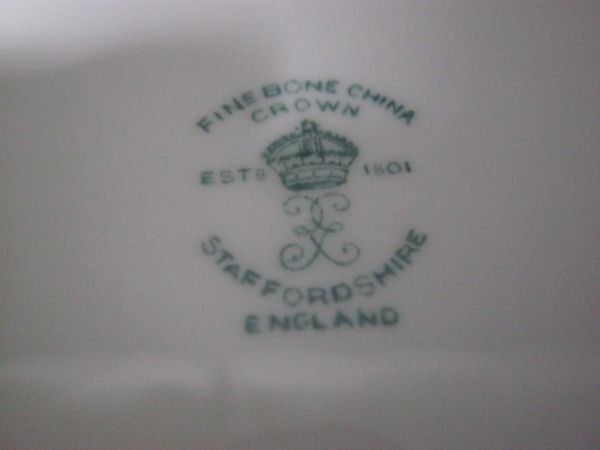 FINE BONE CHINA
CROWN
ESTD 1801
STAFFORDSHIRE
ENGLAND